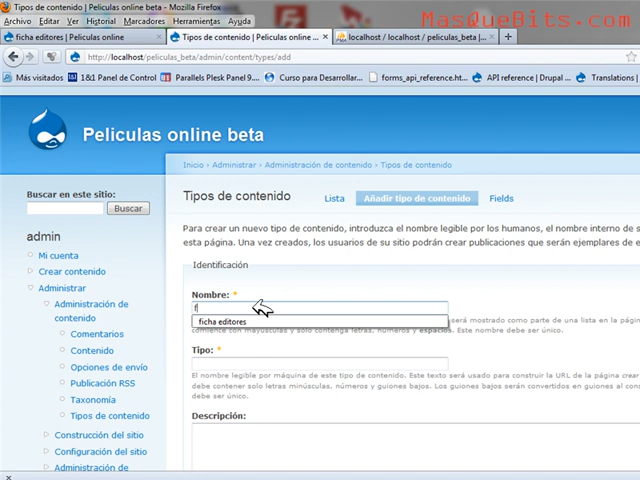 Tipos de contenido | Peliculas online beta - Mozilla Firefox
MasQueBits.com
Archivo Editar Ver Historial Marcadores Herramientas Ayuda
ficha editores | Peliculas online
Tipos de contenido | Peliculas online ...
localhost / localhost / peliculas_beta |...
http://localhost/peliculas_beta/admin/content/types/add
Más visitados
1&1 Panel de Control
Parallels Plesk Panel 9....
Curso para Desarrollar...
forms_api_reference.ht...
API reference | Drupal ...
Translations |
Peliculas online beta
Inicio › Administrar › Administración de contenido › Tipos de contenido
Buscar en este sitio:
Buscar
admin
Mi cuenta
Crear contenido
Administrar
Administración de
contenido
Comentarios
Contenido
Opciones de envío
Publicación RSS
Taxonomía
Tipos de contenido
Construcción del sitio
Configuración del sitio
Administración de
Tipos de contenido
Lista
Añadir tipo de contenido
Fields
Para crear un nuevo tipo de contenido, introduzca el nombre legible por los humanos, el nombre interno de s
esta página. Una vez creados, los usuarios de su sitio podrán crear publicaciones que serán ejemplares de e
Identificación
Nombre: *
f
ficha editores
será mostrado como parte de una lista en la página
comience con mayúsculas y solo contenga letras, números y espacios. Este nombre debe ser único.
Tipo: *
El nombre legible por máquina de este tipo de contenido. Este texto será usado para construir la URL de la página crear
debe contener solo letras minúsculas, números y guiones bajos. Los guiones bajos serán convertidos en guiones al cons
debe ser único.
Descripción: